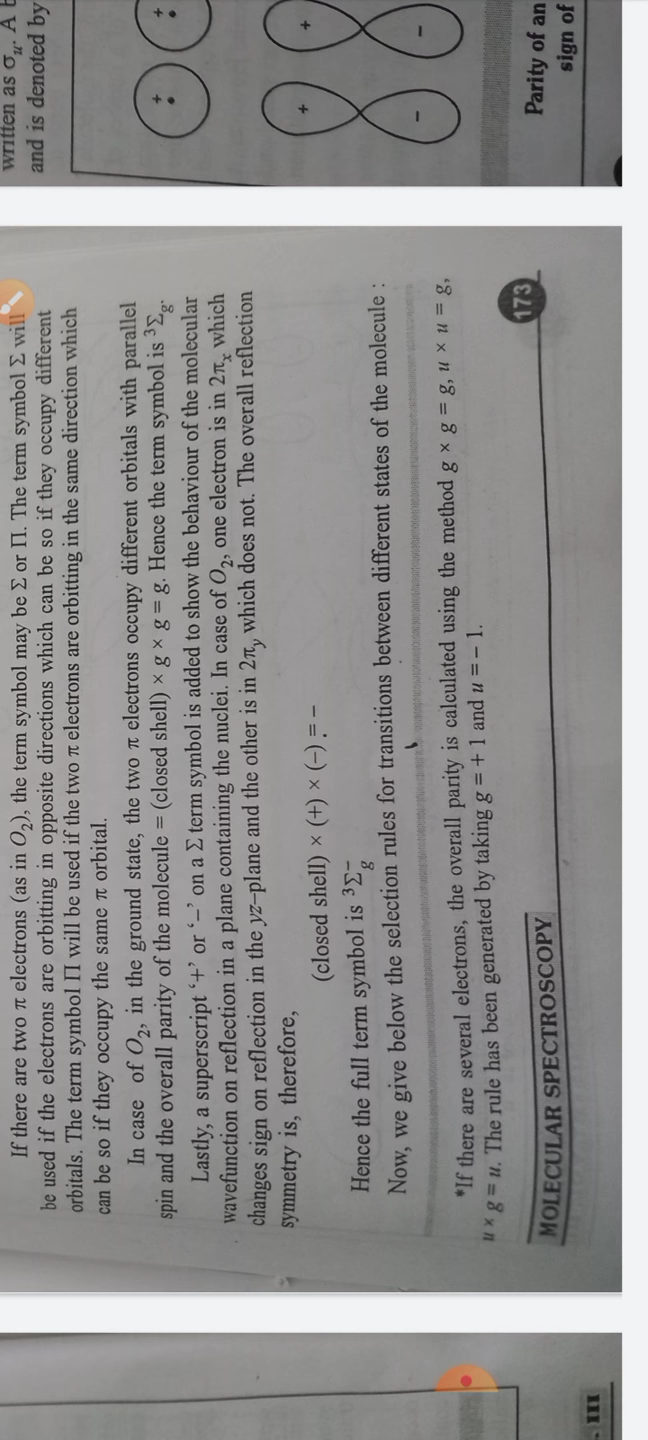 written as σᵤ. A b
and is denoted by
+ +
+ +
- -
Parity of an
sign of
If there are two π electrons (as in O₂), the term symbol may be Σ or Π. The term symbol Σ will
be used if the electrons are orbitting in opposite directions which can be so if they occupy different
orbitals. The term symbol Π will be used if the two π electrons are orbitting in the same direction which
can be so if they occupy the same π orbital.
In case of O₂, in the ground state, the two π electrons occupy different orbitals with parallel
spin and the overall parity of the molecule = (closed shell) × g × g = g. Hence the term symbol is ³Σg.
Lastly, a superscript '+' or '–' on a Σ term symbol is added to show the behaviour of the molecular
wavefunction on reflection in a plane containing the nuclei. In case of O₂, one electron is in 2πₓ which
changes sign on reflection in the yz–plane and the other is in 2πy which does not. The overall reflection
symmetry is, therefore,
(closed shell) × (+) × (–) = –
Hence the full term symbol is ³Σg⁻
Now, we give below the selection rules for transitions between different states of the molecule :
*If there are several electrons, the overall parity is calculated using the method g × g = g, u × u = g,
u × g = u. The rule has been generated by taking g = + 1 and u = – 1.
MOLECULAR SPECTROSCOPY
173
. III